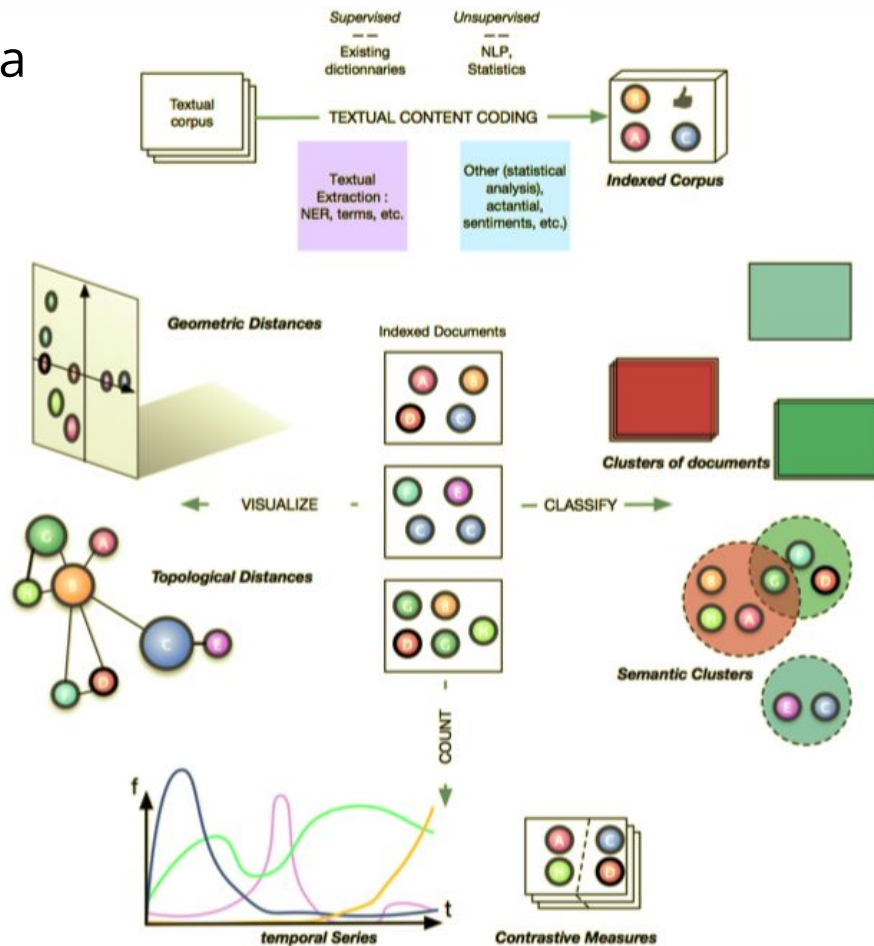 a
Supervised
Unsupervised
Existing
dictionnaries
NLP,
Statistics
Textual
corpus
TEXTUAL CONTENT CODING
B
A
C
Indexed Corpus
Textual
Extraction :
NER, terms, etc.
Other (statistical
analysis),
actantial,
sentiments, etc.)
Geometric Distances
Indexed Documents
A
B
D
C
Clusters of documents
F
E
C
C
VISUALIZE
CLASSIFY
G
A
H
B
Topological Distances
C
E
F
D
G
B
H
D
G
B
F
G
D
H
A
Semantic Clusters
E
C
COUNT
f
t
temporal Series
A
C
H
D
Contrastive Measures